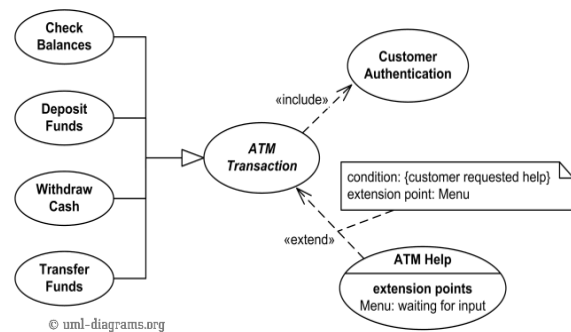 Check
Balances
Deposit
Funds
Withdraw
Cash
Transfer
Funds
ATM
Transaction
«include»
Customer
Authentication
condition: {customer requested help}
extension point: Menu
«extend»
ATM Help
extension points
Menu: waiting for input
© uml-diagrams.org